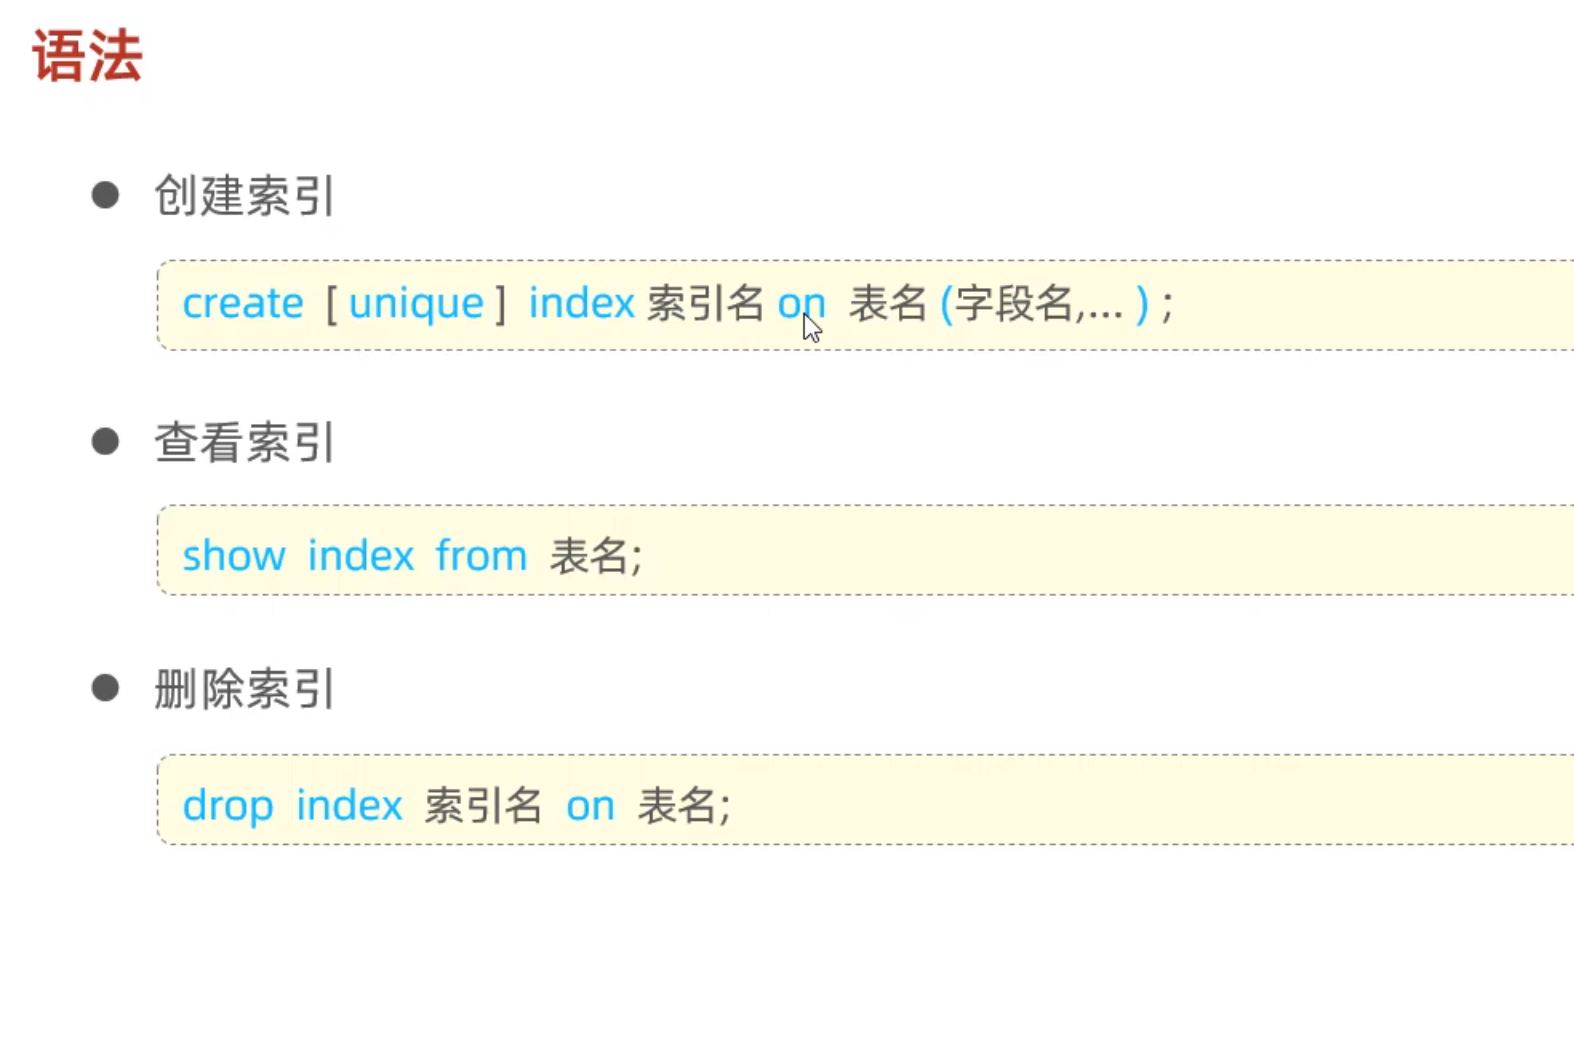 语法
创建索引
create [ unique ] index 索引名 on 表名 (字段名,... ) ;
查看索引
show index from 表名;
删除索引
drop index 索引名 on 表名;